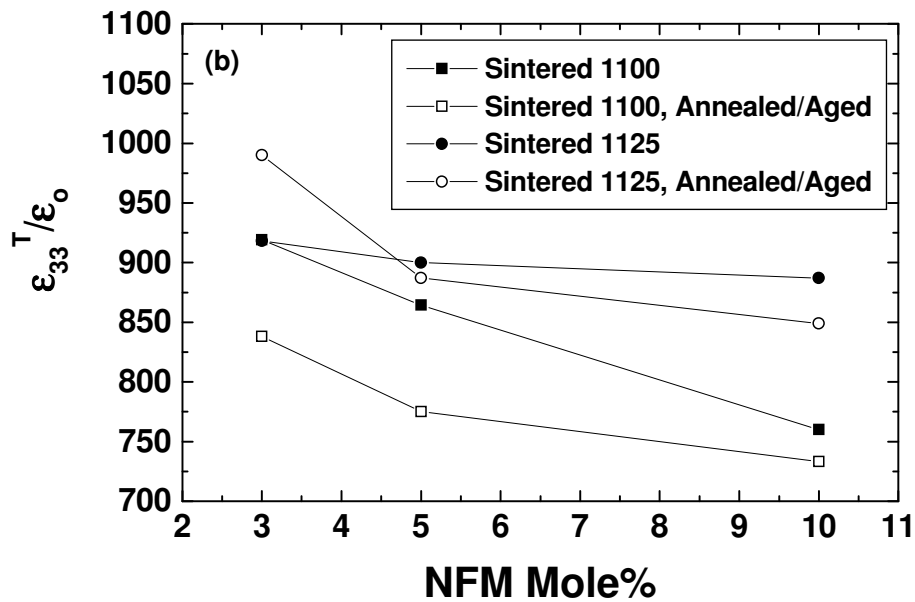 (b)
Sintered 1100
Sintered 1100, Annealed/Aged
Sintered 1125
Sintered 1125, Annealed/Aged
1100
1050
1000
950
900
850
800
750
700
ε₃₃ᵀ/ε₀
2 3 4 5 6 7 8 9 10 11
NFM Mole%